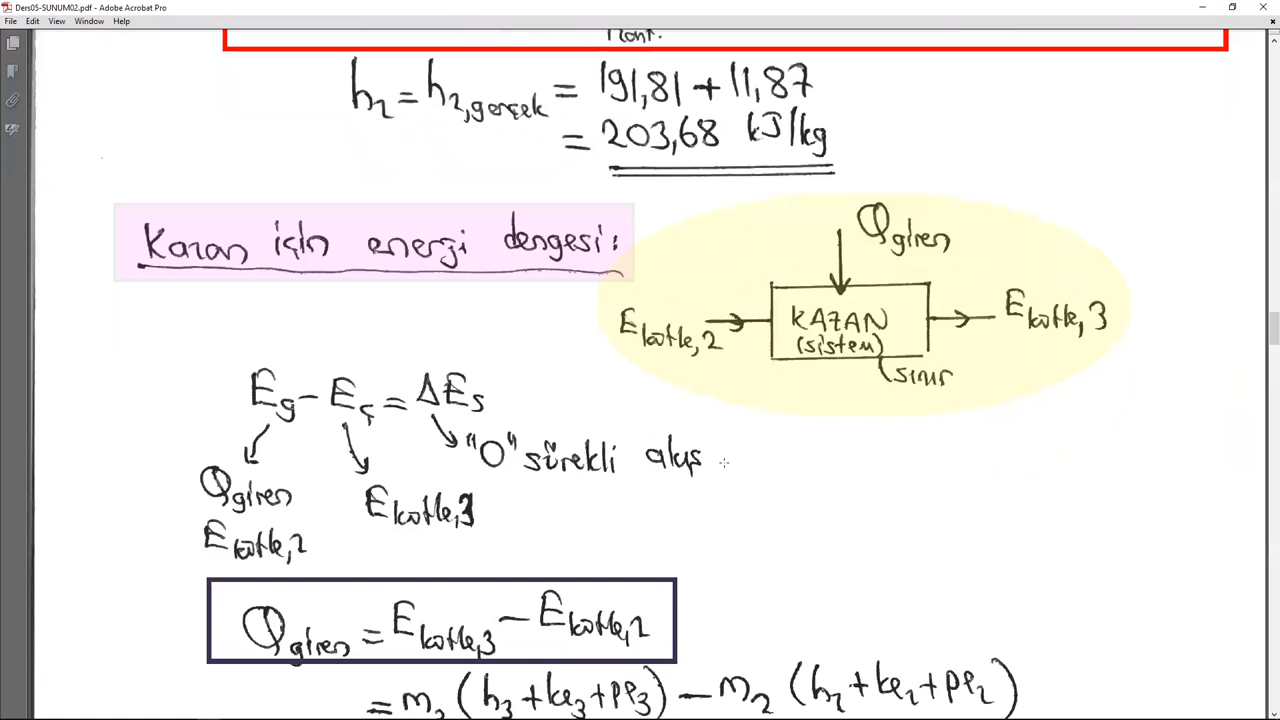 Ders05-SUNUM02.pdf - Adobe Acrobat Pro
File Edit View Window Help
h2 = h2,gerçek = 191,81 + 11,87
= 203,68 kJ/kg
Kazan için enerji dengesi:
Qgiren
Ekütle,2
KAZAN
(sistem)
Ekütle,3
(sınır
Eg - Eç = ΔEs
"0" sürekli akış
Qgiren
Ekütle,3
Ekütle,2
Qgiren = Ekütle,3 - Ekütle,2
= m3 (h3 + ke3 + pe3) - m2 (h2 + ke2 + pe2)